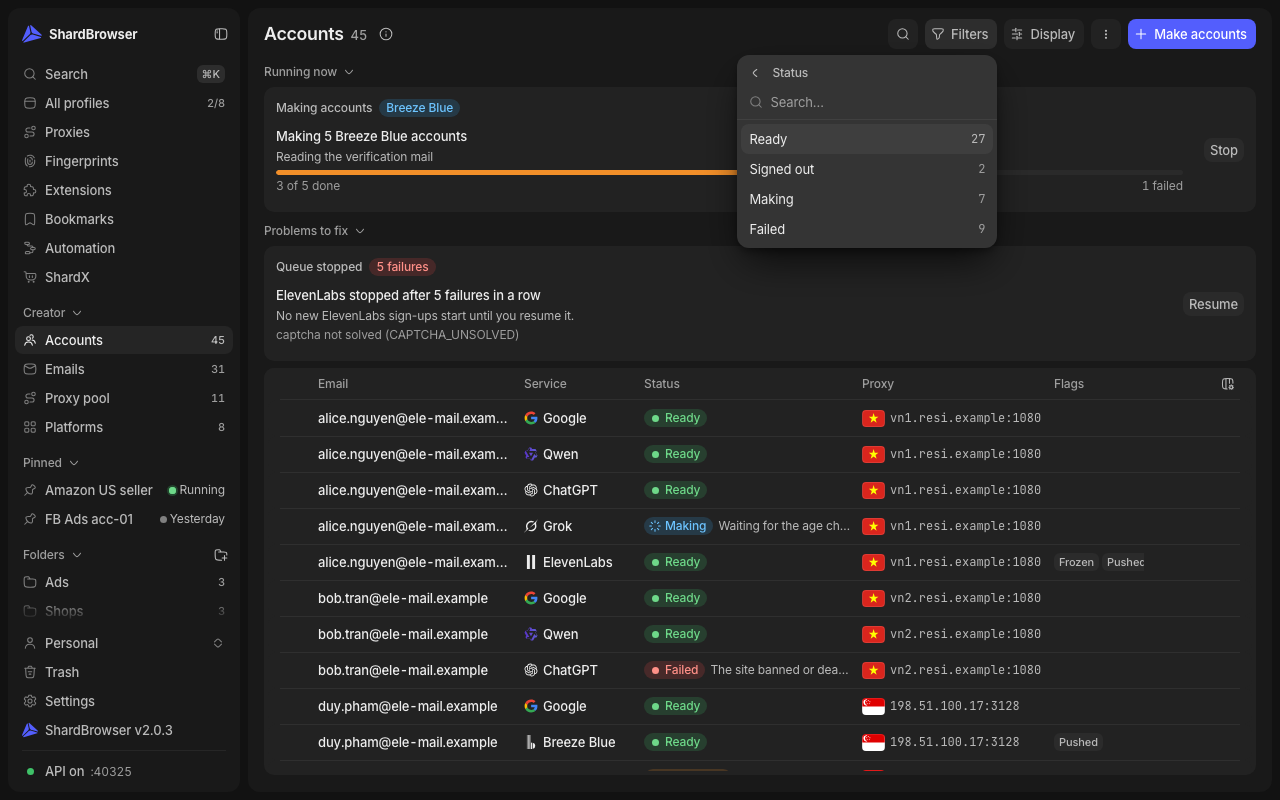 ShardBrowser
Search ⌘K
All profiles 2/8
Proxies
Fingerprints
Extensions
Bookmarks
Automation
ShardX
Creator
Accounts 45
Emails 31
Proxy pool 11
Platforms 8
Pinned
Amazon US seller Running
FB Ads acc-01 Yesterday
Folders
Ads 3
Shops 3
Personal
Trash
Settings
ShardBrowser v2.0.3
API on :40325
Accounts 45
Filters
Display
Make accounts
Running now
Making accounts Breeze Blue
Making 5 Breeze Blue accounts
Reading the verification mail
3 of 5 done
1 failed
Stop
Status
Search...
Ready 27
Signed out 2
Making 7
Failed 9
Problems to fix
Queue stopped 5 failures
ElevenLabs stopped after 5 failures in a row
No new ElevenLabs sign-ups start until you resume it.
captcha not solved (CAPTCHA_UNSOLVED)
Resume
Email Service Status Proxy Flags
alice.nguyen@ele-mail.exam... Google Ready vn1.resi.example:1080
alice.nguyen@ele-mail.exam... Qwen Ready vn1.resi.example:1080
alice.nguyen@ele-mail.exam... ChatGPT Ready vn1.resi.example:1080
alice.nguyen@ele-mail.exam... Grok Making Waiting for the age ch... vn1.resi.example:1080
alice.nguyen@ele-mail.exam... ElevenLabs Ready vn1.resi.example:1080 Frozen Pushed
bob.tran@ele-mail.example Google Ready vn2.resi.example:1080
bob.tran@ele-mail.example Qwen Ready vn2.resi.example:1080
bob.tran@ele-mail.example ChatGPT Failed The site banned or dea... vn2.resi.example:1080
duy.pham@ele-mail.example Google Ready 198.51.100.17:3128
duy.pham@ele-mail.example Breeze Blue Ready 198.51.100.17:3128 Pushed